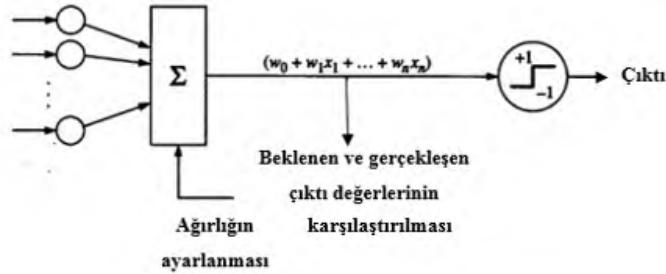 Σ
(w₀ + w₁x₁ + ... + wₙxₙ)
+1
−1
Çıktı
Beklenen ve gerçekleşen
çıktı değerlerinin
karşılaştırılması
Ağırlığın
ayarlanması